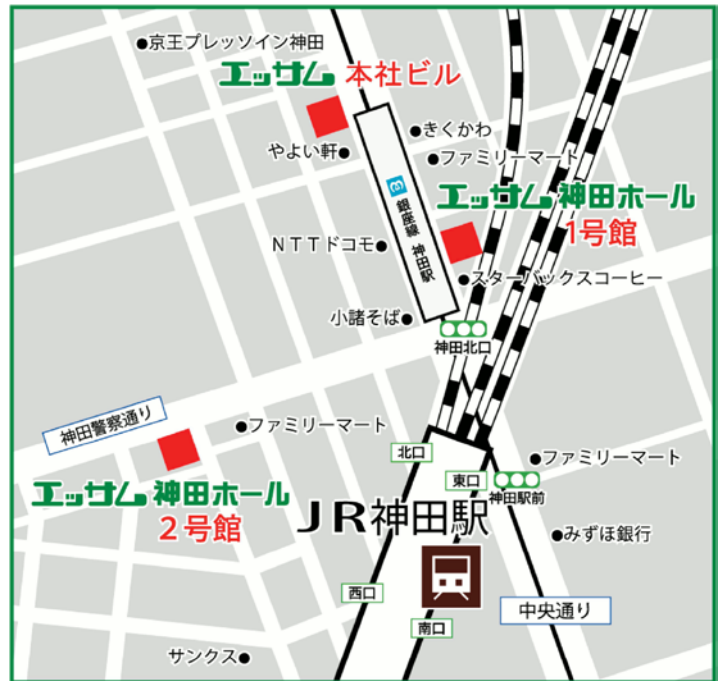 京王プレッソイン神田
エッサム 本社ビル
きくかわ
やよい軒
ファミリーマート
エッサム 神田ホール
1号館
銀座線 神田駅
NTTドコモ
スターバックスコーヒー
小諸そば
神田北口
神田警察通り
ファミリーマート
北口
ファミリーマート
東口
エッサム 神田ホール
2号館
神田駅前
JR神田駅
みずほ銀行
西口
中央通り
南口
サンクス